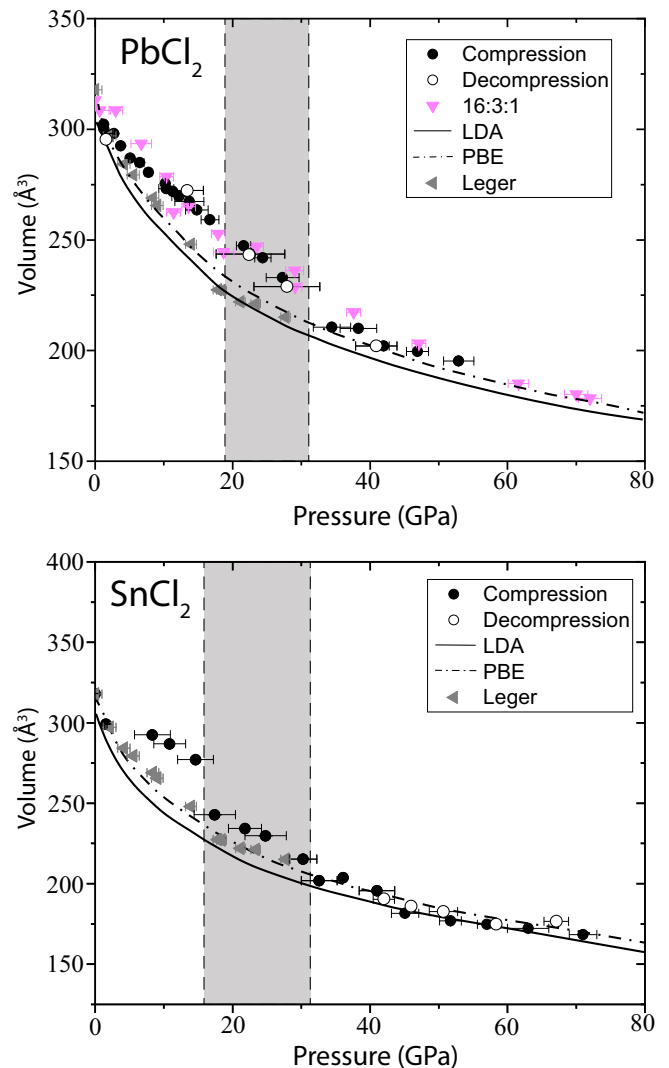 350
PbCl2
Compression
Decompression
16:3:1
LDA
PBE
Leger
300
250
200
150
Volume (Å³)
0 20 40 60 80
Pressure (GPa)
400
SnCl2
Compression
Decompression
LDA
PBE
Leger
350
300
250
200
150
Volume (Å³)
0 20 40 60 80
Pressure (GPa)